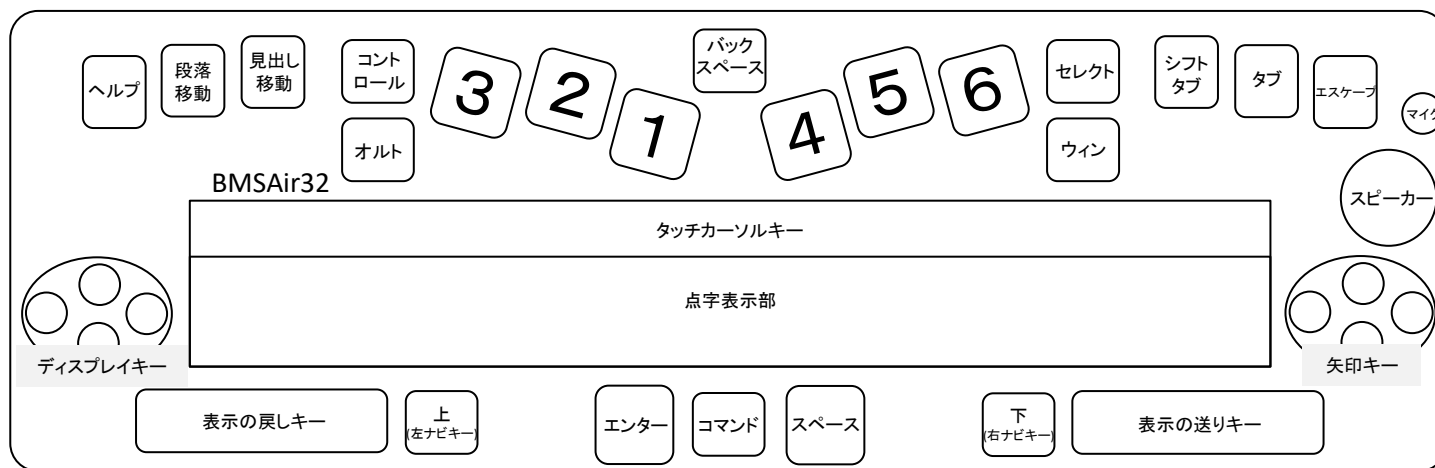 ヘルプ
段落
移動
見出し
移動
コント
ロール
オルト
3
2
1
バック
スペース
4
5
6
セレクト
ウィン
シフト
タブ
タブ
エスケープ
マイク
スピーカー
BMSAir32
タッチカーソルキー
点字表示部
ディスプレイキー
矢印キー
表示の戻しキー
上
(左ナビキー)
エンター
コマンド
スペース
下
(右ナビキー)
表示の送りキー